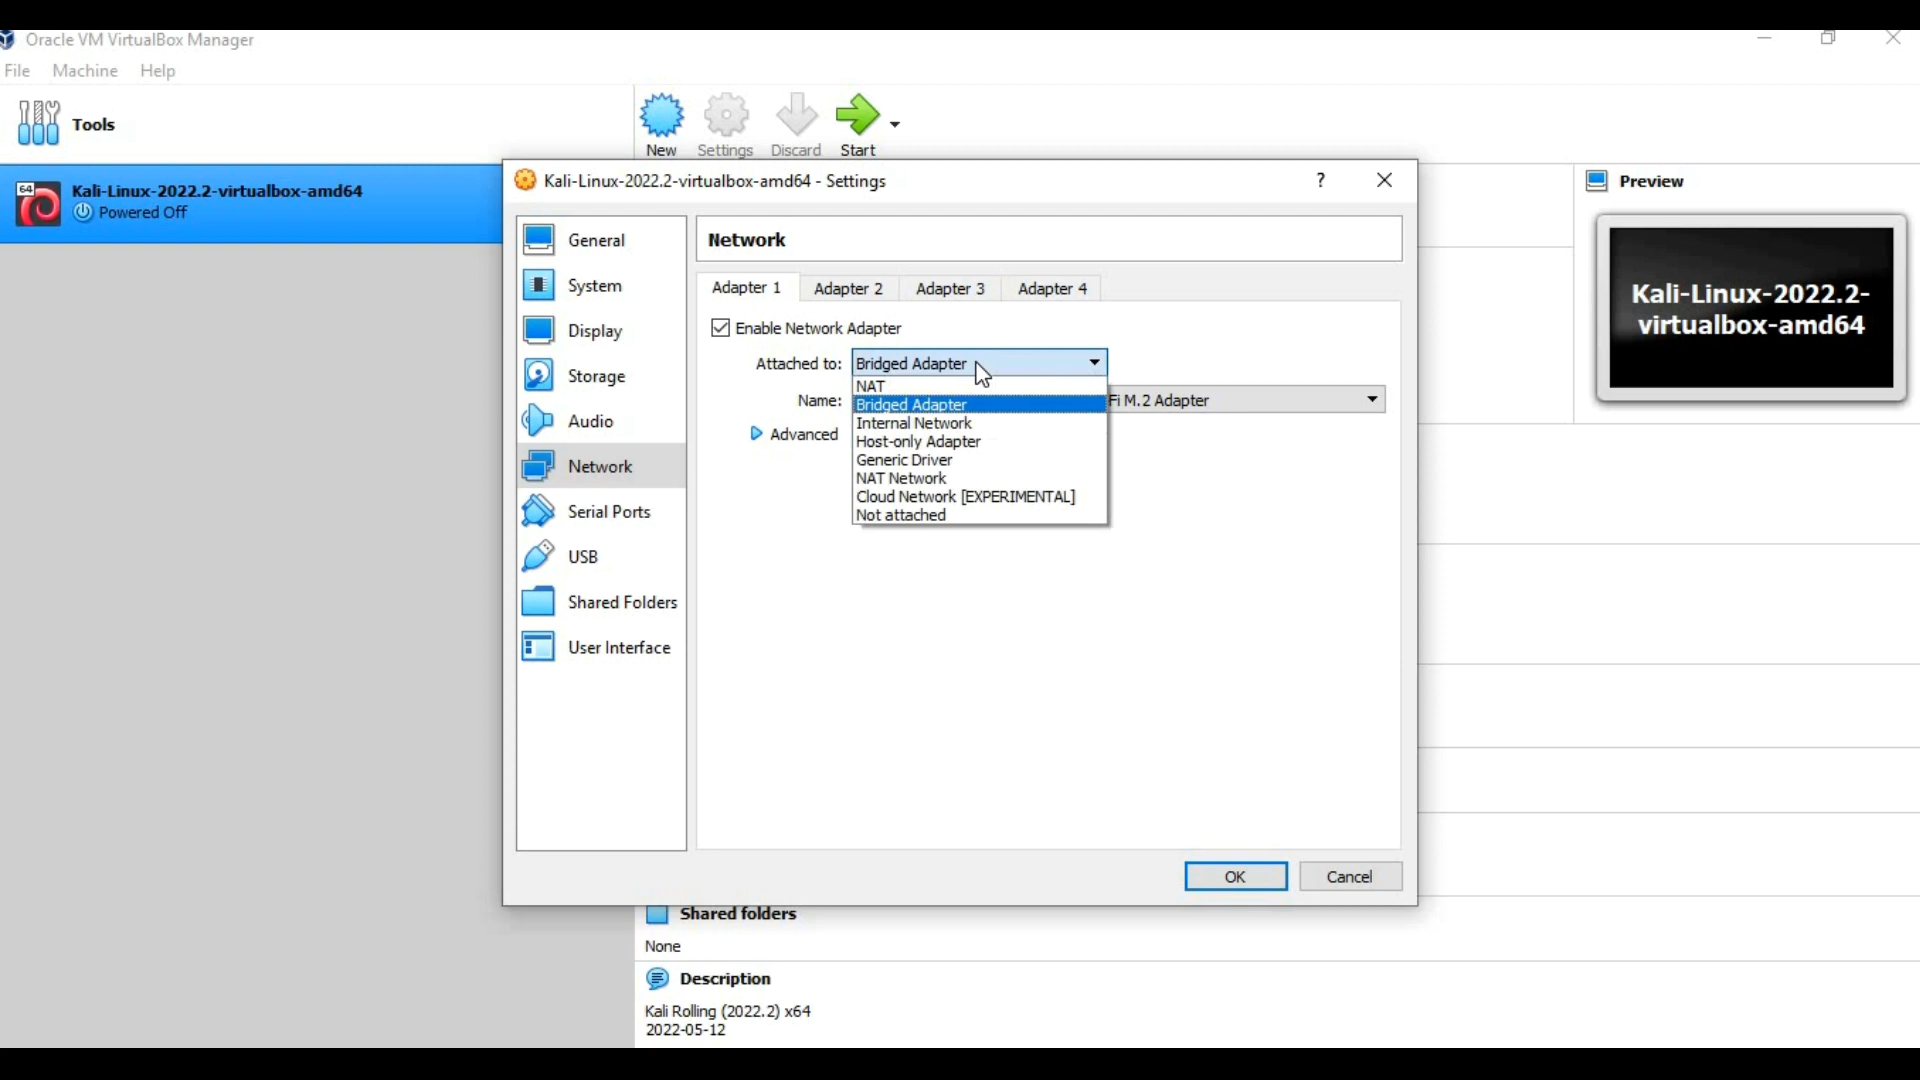 Oracle VM VirtualBox Manager
File Machine Help
Tools
New Settings Discard Start
64 Kali-Linux-2022.2-virtualbox-amd64
Powered Off
Kali-Linux-2022.2-virtualbox-amd64 - Settings ?
Preview
Kali-Linux-2022.2-
virtualbox-amd64
General
System
Display
Storage
Audio
Network
Serial Ports
USB
Shared Folders
User Interface
Network
Adapter 1 Adapter 2 Adapter 3 Adapter 4
Enable Network Adapter
Attached to: Bridged Adapter
NAT
Bridged Adapter
Internal Network
Host-only Adapter
Generic Driver
NAT Network
Cloud Network [EXPERIMENTAL]
Not attached
Name: Fi M.2 Adapter
Advanced
OK Cancel
Shared folders
None
Description
Kali Rolling (2022.2) x64
2022-05-12